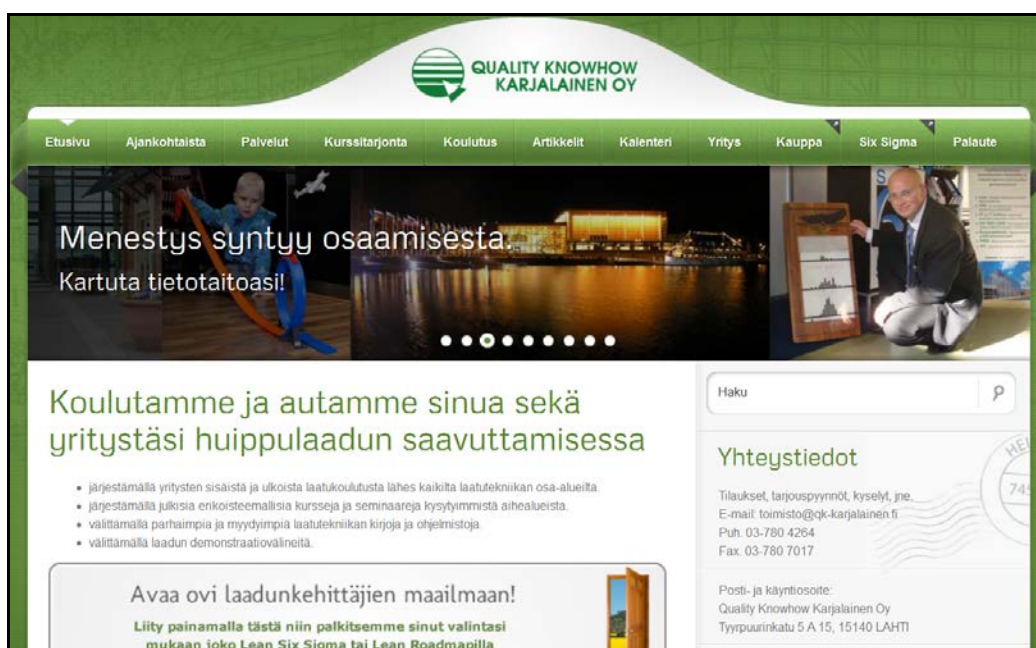 QUALITY KNOWHOW
KARJALAINEN OY
Etusivu Ajankohtaista Palvelut Kurssitarjonta Koulutus Artikkelit Kalenteri Yritys Kauppa Six Sigma Palaute
Menestys syntyy osaamisesta.
Kartuta tietotaitoasi!
Koulutamme ja autamme sinua sekä
yritystäsi huippulaadun saavuttamisessa
• järjestämällä yritysten sisäistä ja ulkoista laatukoulutusta lähes kaikilta laatutekniikan osa-alueilta.
• järjestämällä julkisia erikoisteemallisia kursseja ja seminaareja kysytyimmistä aihealueista.
• välittämällä parhaimpia ja myydyimpiä laatutekniikan kirjoja ja ohjelmistoja.
• välittämällä laadun demonstraatiovälineitä.
Avaa ovi laadunkehittäjien maailmaan!
Liity painamalla tästä niin palkitsemme sinut valintasi
mukaan joko Lean Six Sigma tai Lean Roadmapilla
Haku
Yhteystiedot
Tilaukset, tarjouspyynnöt, kyselyt, jne.
E-mail: toimisto@qk-karjalainen.fi
Puh. 03-780 4264
Fax. 03-780 7017
Posti- ja käyntiosoite:
Quality Knowhow Karjalainen Oy
Tyyrpuurinkatu 5 A 15, 15140 LAHTI